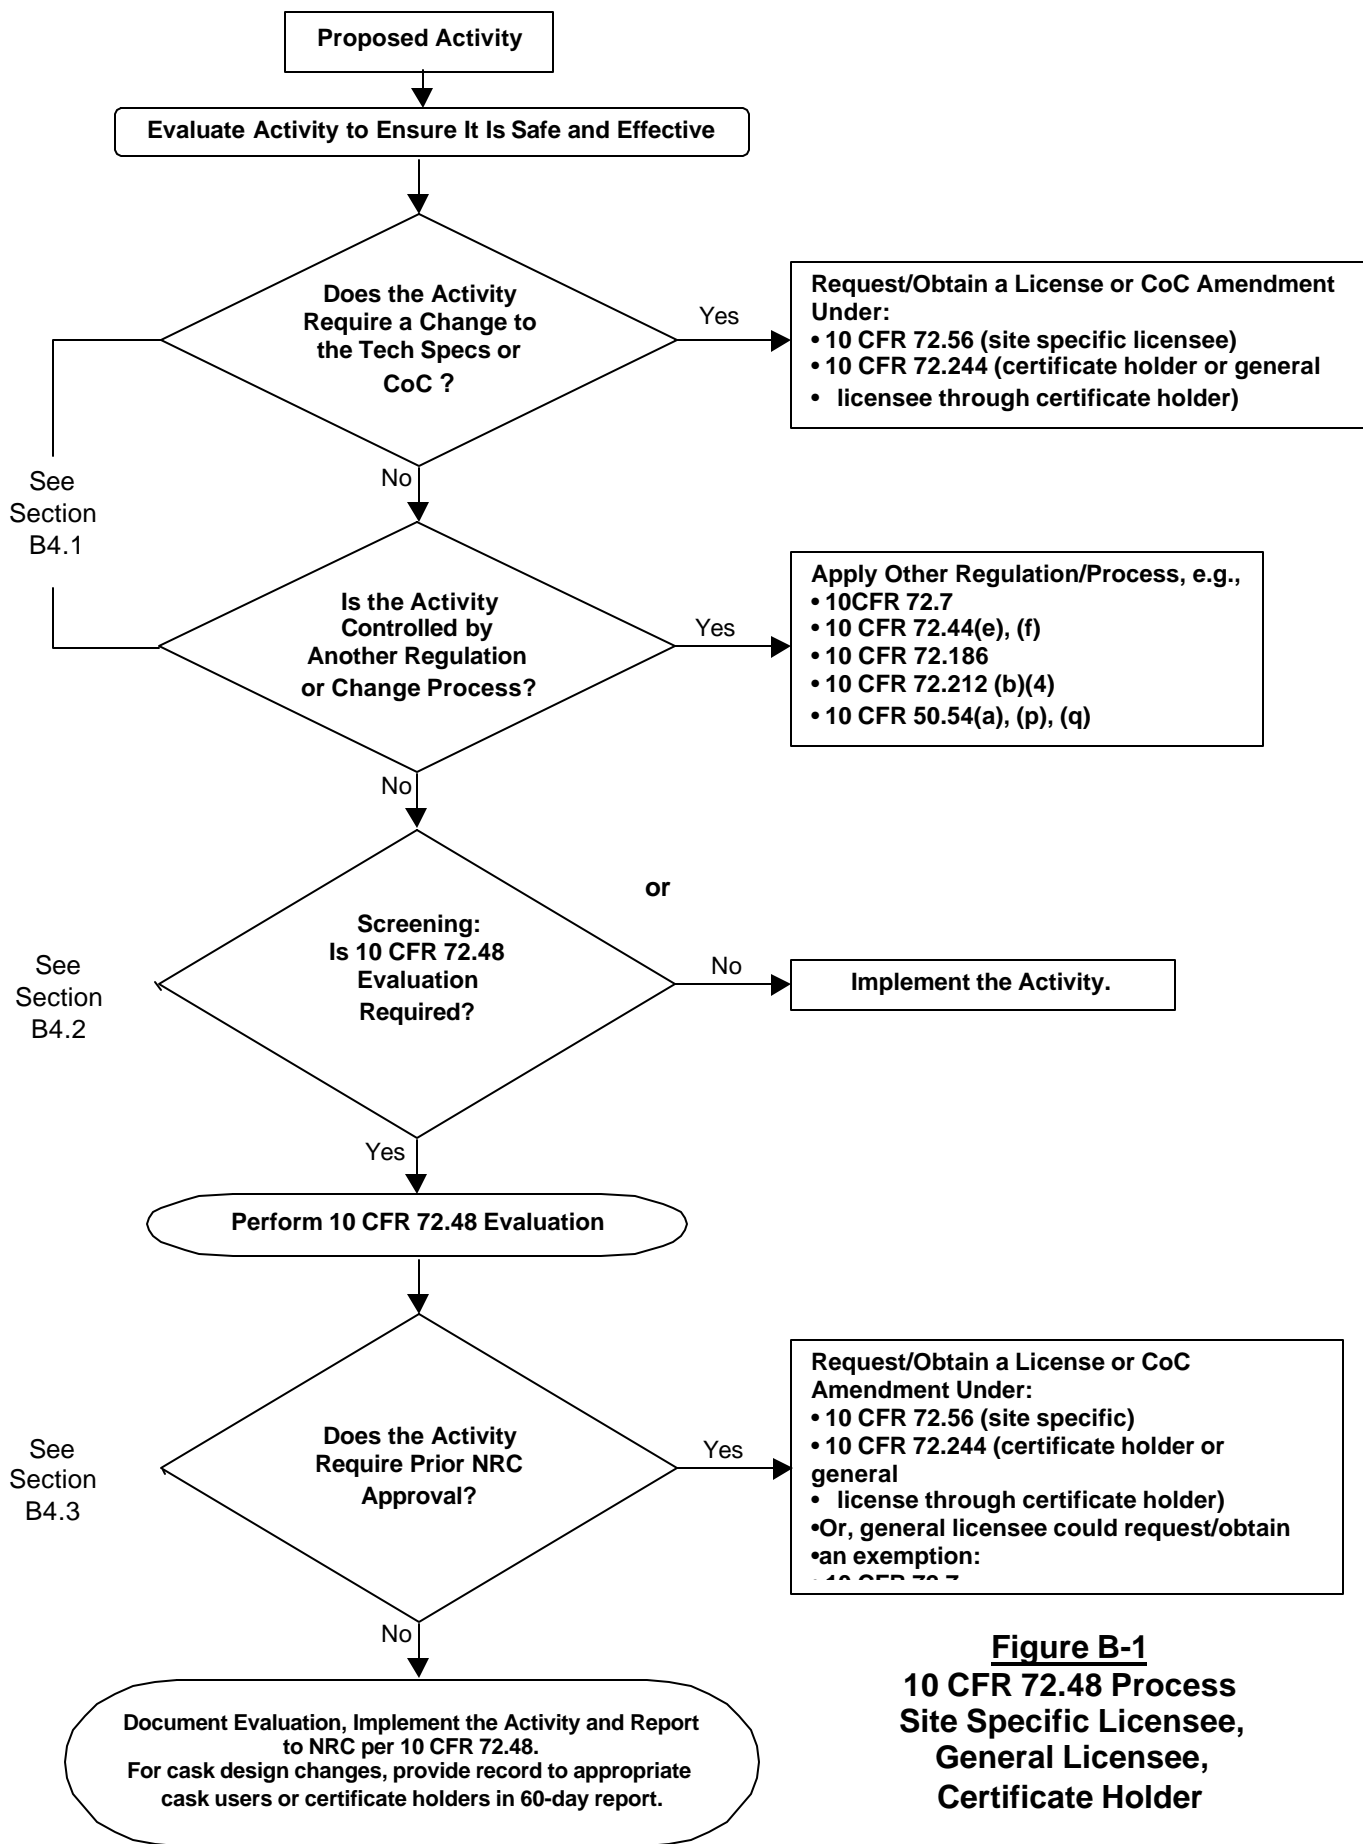 Proposed Activity
Evaluate Activity to Ensure It Is Safe and Effective
Does the Activity
Require a Change to
the Tech Specs or
CoC ?
Yes
Request/Obtain a License or CoC Amendment
Under:
• 10 CFR 72.56 (site specific licensee)
• 10 CFR 72.244 (certificate holder or general
• licensee through certificate holder)
No
See
Section
B4.1
Is the Activity
Controlled by
Another Regulation
or Change Process?
Yes
Apply Other Regulation/Process, e.g.,
• 10CFR 72.7
• 10 CFR 72.44(e), (f)
• 10 CFR 72.186
• 10 CFR 72.212 (b)(4)
• 10 CFR 50.54(a), (p), (q)
No
or
Screening:
Is 10 CFR 72.48
Evaluation
Required?
See
Section
B4.2
No
Implement the Activity.
Yes
Perform 10 CFR 72.48 Evaluation
Does the Activity
Require Prior NRC
Approval?
See
Section
B4.3
Yes
Request/Obtain a License or CoC
Amendment Under:
• 10 CFR 72.56 (site specific)
• 10 CFR 72.244 (certificate holder or
general
• license through certificate holder)
•Or, general licensee could request/obtain
•an exemption:
• 10 CFR 72.7
No
Document Evaluation, Implement the Activity and Report
to NRC per 10 CFR 72.48.
For cask design changes, provide record to appropriate
cask users or certificate holders in 60-day report.
Figure B-1
10 CFR 72.48 Process
Site Specific Licensee,
General Licensee,
Certificate Holder